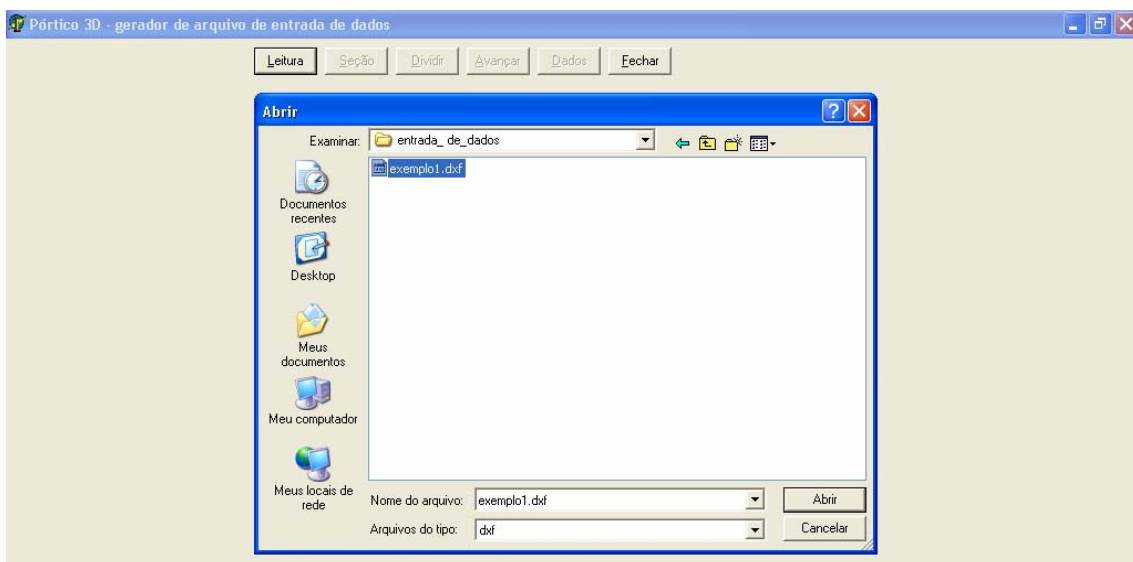 Pórtico 3D - gerador de arquivo de entrada de dados
Leitura Seção Dividir Avançar Dados Fechar
Abrir
Examinar: entrada_ de_dados
exemplo1.dxf
Documentos
recentes
Desktop
Meus
documentos
Meu computador
Meus locais de
rede
Nome do arquivo: exemplo1.dxf Abrir
Arquivos do tipo: dxf Cancelar